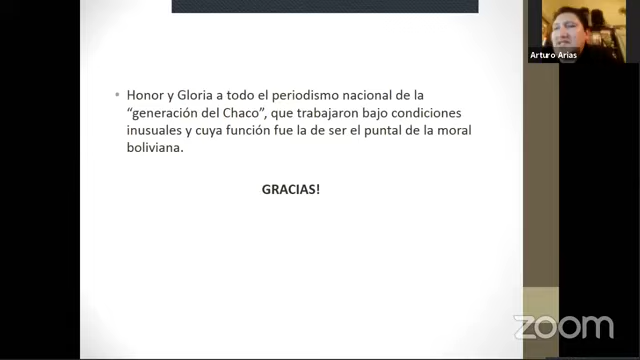 Arturo Arías
• Honor y Gloria a todo el periodismo nacional de la
“generación del Chaco”, que trabajaron bajo condiciones
inusuales y cuya función fue la de ser el puntal de la moral
boliviana.
GRACIAS!
zoom